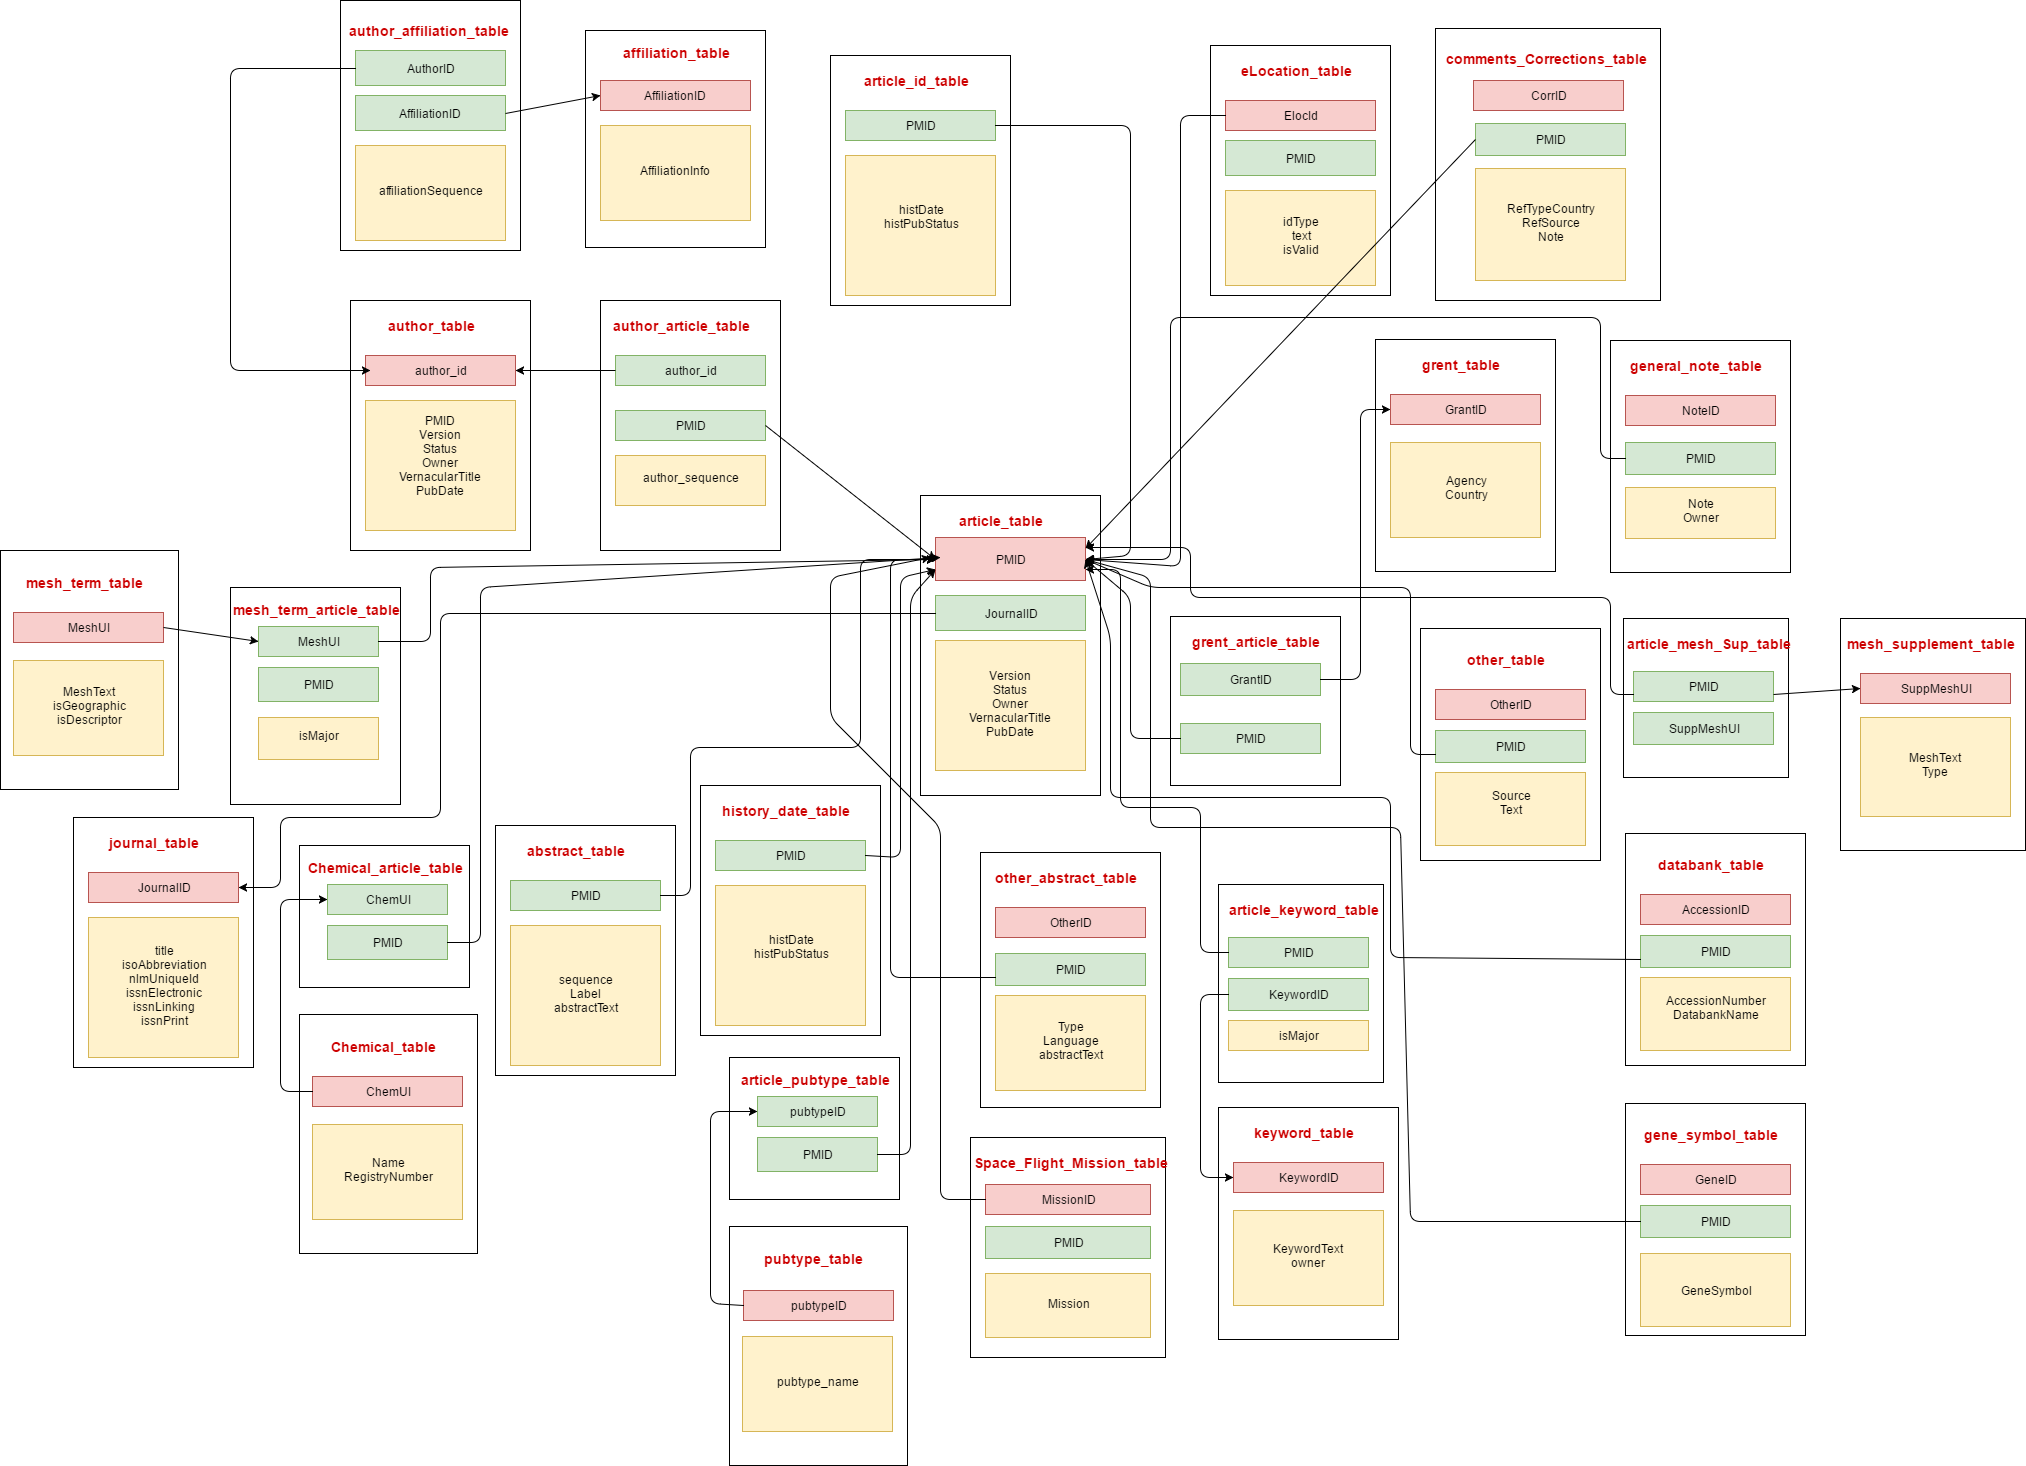 author_affiliation_table
AuthorID
AffiliationID
affiliationSequence
affiliation_table
AffiliationID
AffiliationInfo
article_id_table
PMID
histDate
histPubStatus
eLocation_table
ElocId
PMID
idType
text
isValid
comments_Corrections_table
CorrID
PMID
RefTypeCountry
RefSource
Note
author_table
author_id
PMID
Version
Status
Owner
VernacularTitle
PubDate
author_article_table
author_id
PMID
author_sequence
grent_table
GrantID
Agency
Country
general_note_table
NoteID
PMID
Note
Owner
article_table
PMID
JournalID
Version
Status
Owner
VernacularTitle
PubDate
mesh_term_table
MeshUI
MeshText
isGeographic
isDescriptor
mesh_term_article_table
MeshUI
PMID
isMajor
grent_article_table
GrantID
PMID
other_table
OtherID
PMID
Source
Text
article_mesh_Sup_table
PMID
SuppMeshUI
mesh_supplement_table
SuppMeshUI
MeshText
Type
journal_table
JournalID
title
isoAbbreviation
nlmUniqueId
issnElectronic
issnLinking
issnPrint
Chemical_article_table
ChemUI
PMID
abstract_table
PMID
sequence
Label
abstractText
history_date_table
PMID
histDate
histPubStatus
other_abstract_table
OtherID
PMID
Type
Language
abstractText
article_keyword_table
PMID
KeywordID
isMajor
databank_table
AccessionID
PMID
AccessionNumber
DatabankName
Chemical_table
ChemUI
Name
RegistryNumber
article_pubtype_table
pubtypeID
PMID
Space_Flight_Mission_table
MissionID
PMID
Mission
keyword_table
KeywordID
KeywordText
owner
gene_symbol_table
GeneID
PMID
GeneSymbol
pubtype_table
pubtypeID
pubtype_name